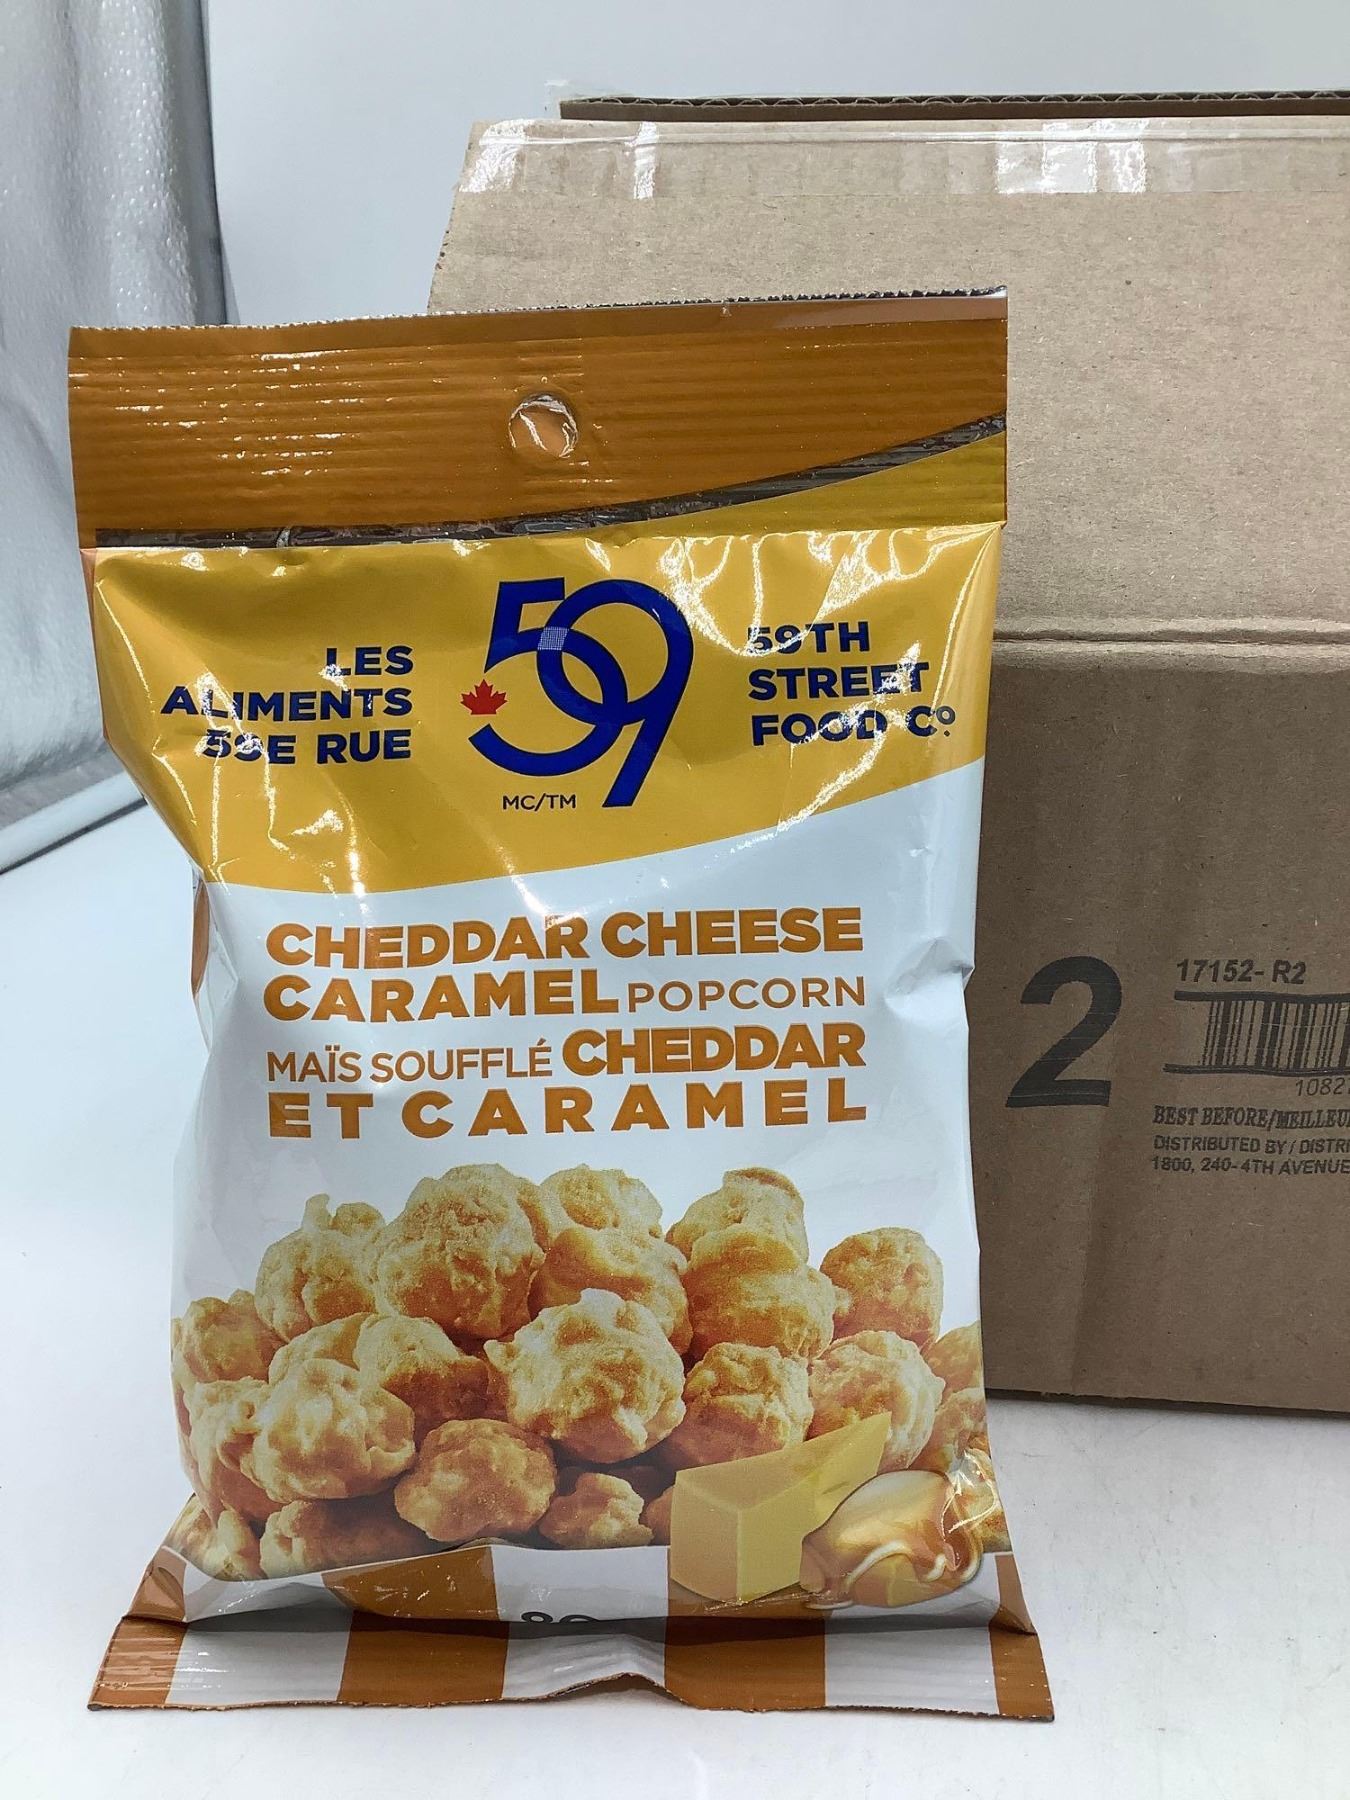 LES
ALIMENTS
59E RUE
59
MC/TM
59TH
STREET
FOOD Cº
CHEDDAR CHEESE
CARAMEL POPCORN
MAÏS SOUFFLÉ CHEDDAR
ET CARAMEL
2
17152-R2
BEST
DISTRIBUTED BY /
1800, 240-4TH AVENUE